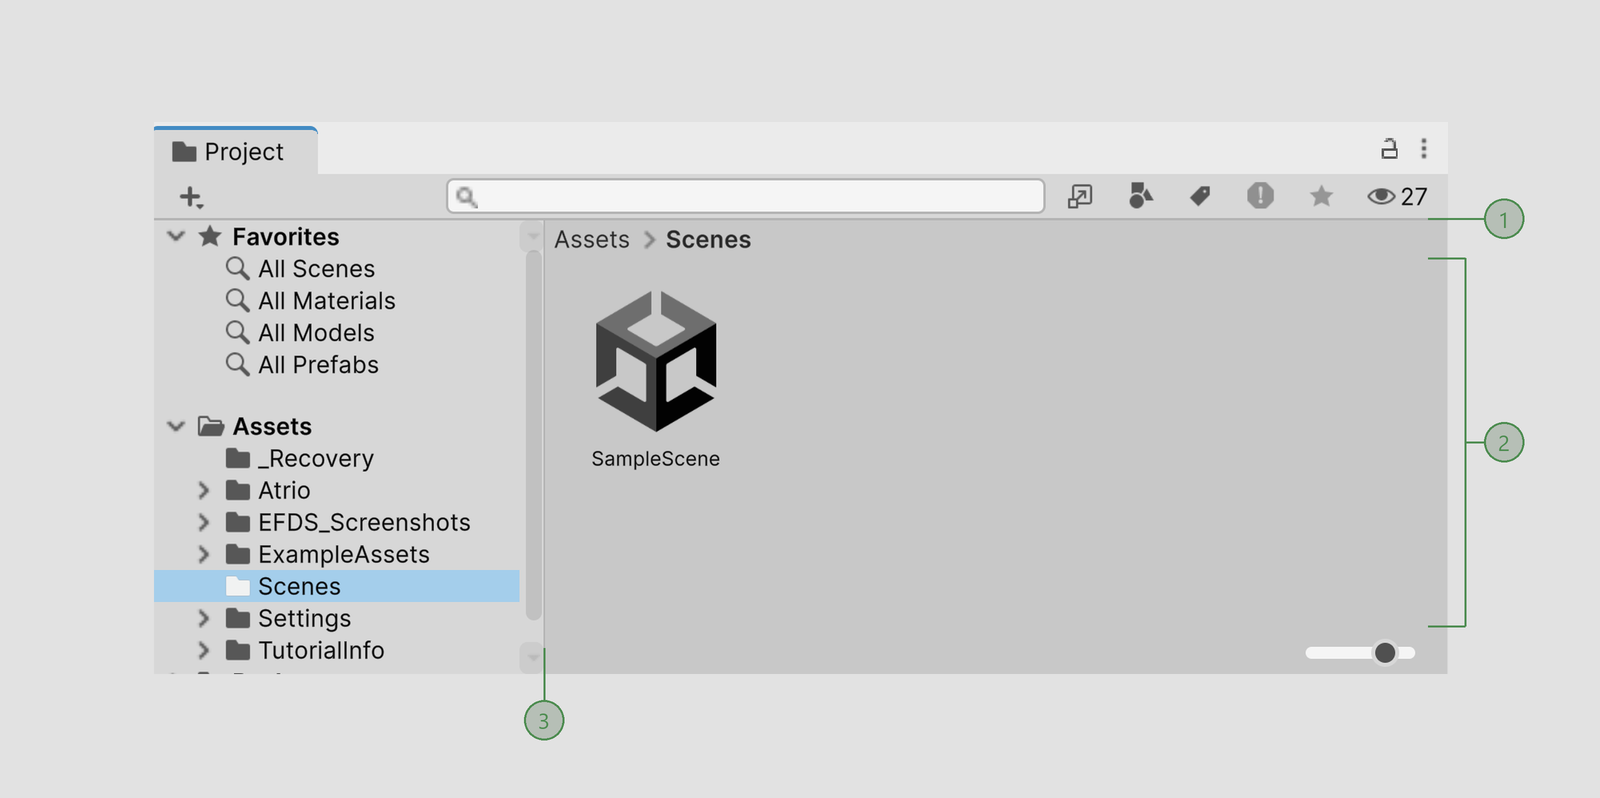 Project
27
1
Favorites
Assets > Scenes
All Scenes
All Materials
All Models
All Prefabs
Assets
_Recovery
Atrio
EFDS_Screenshots
ExampleAssets
Scenes
Settings
TutorialInfo
SampleScene
2
3